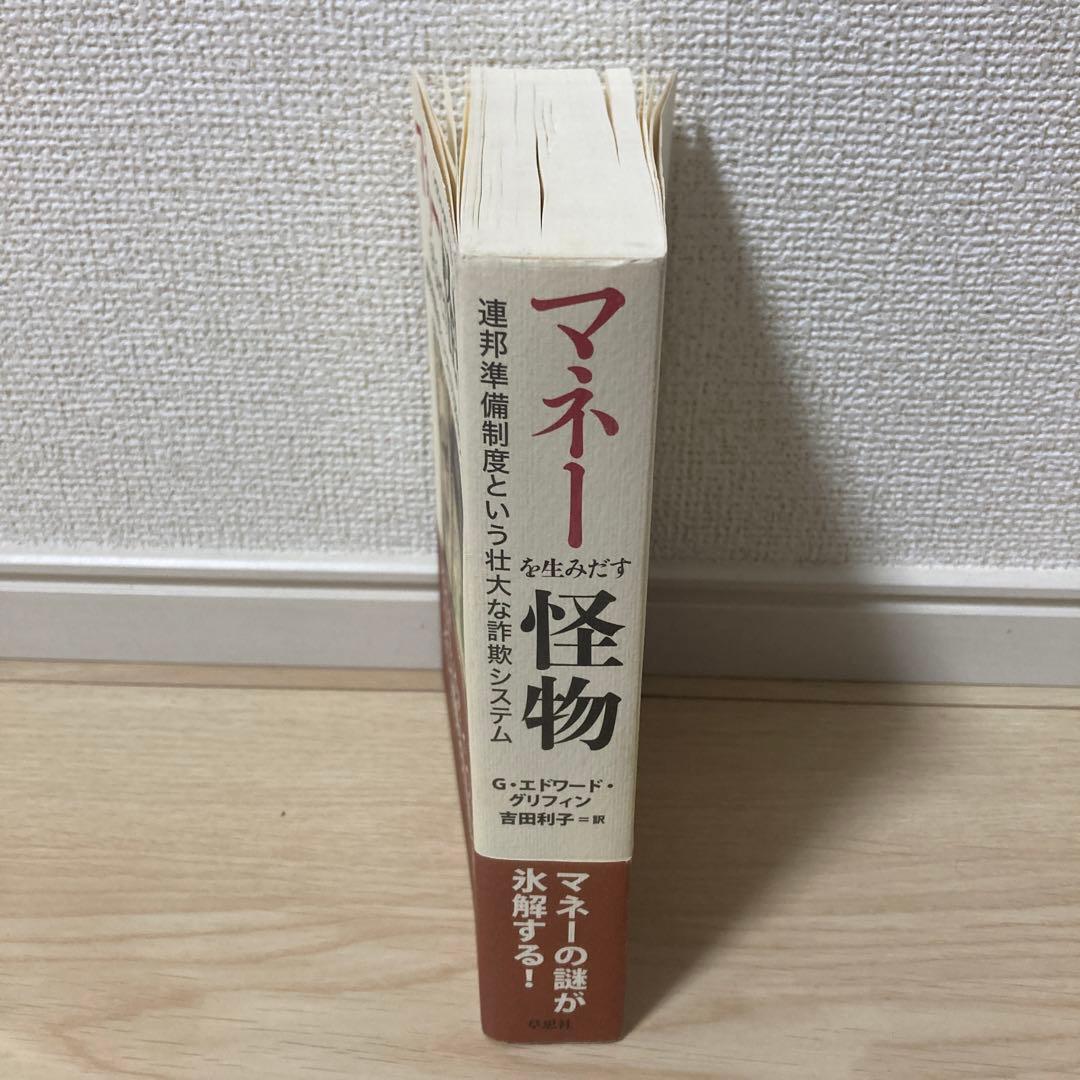 マネー
を生みだす
怪物
連邦準備制度という壮大な詐欺システム
G・エドワード・
グリフィン
吉田利子=訳
マネーの謎が
氷解する!
草思社